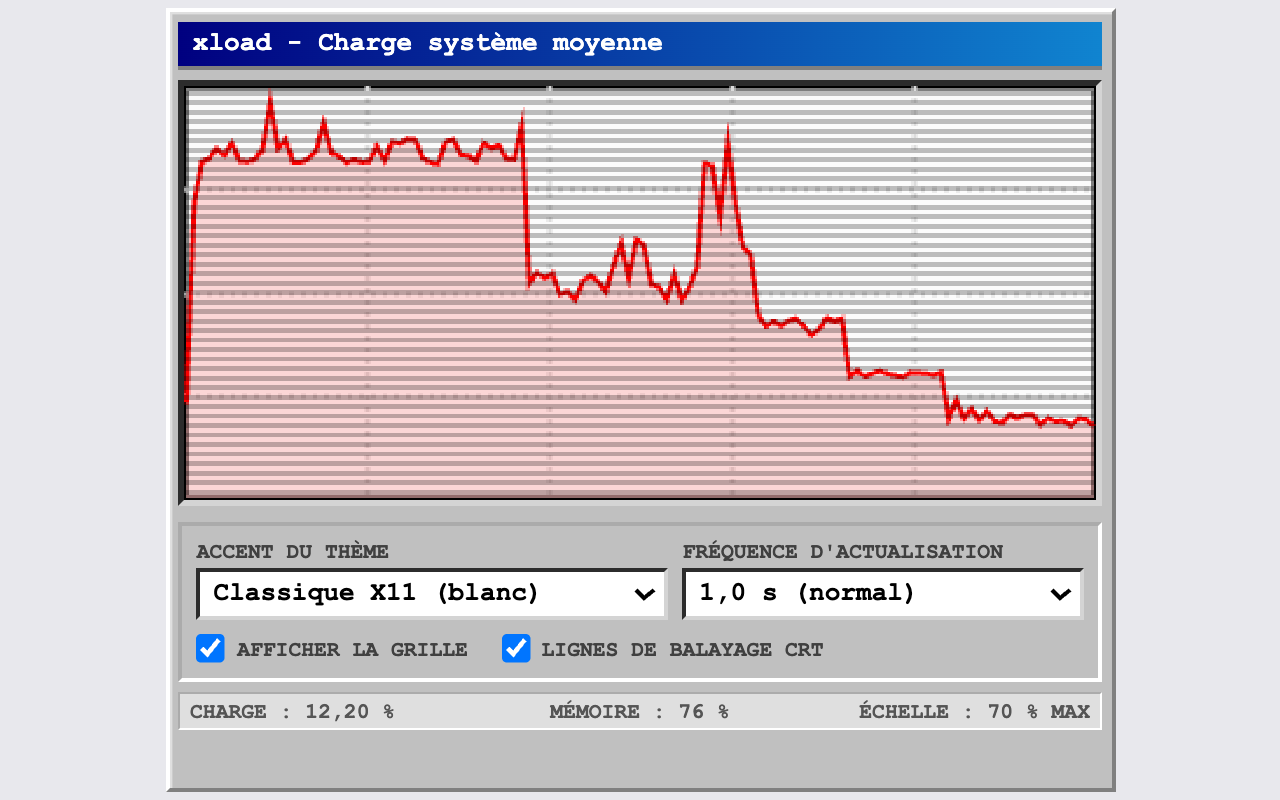 xload - Charge système moyenne
ACCENT DU THÈME
FRÉQUENCE D'ACTUALISATION
Classique X11 (blanc)
1,0 s (normal)
AFFICHER LA GRILLE
LIGNES DE BALAYAGE CRT
CHARGE : 12,20 %
MÉMOIRE : 76 %
ÉCHELLE : 70 % MAX